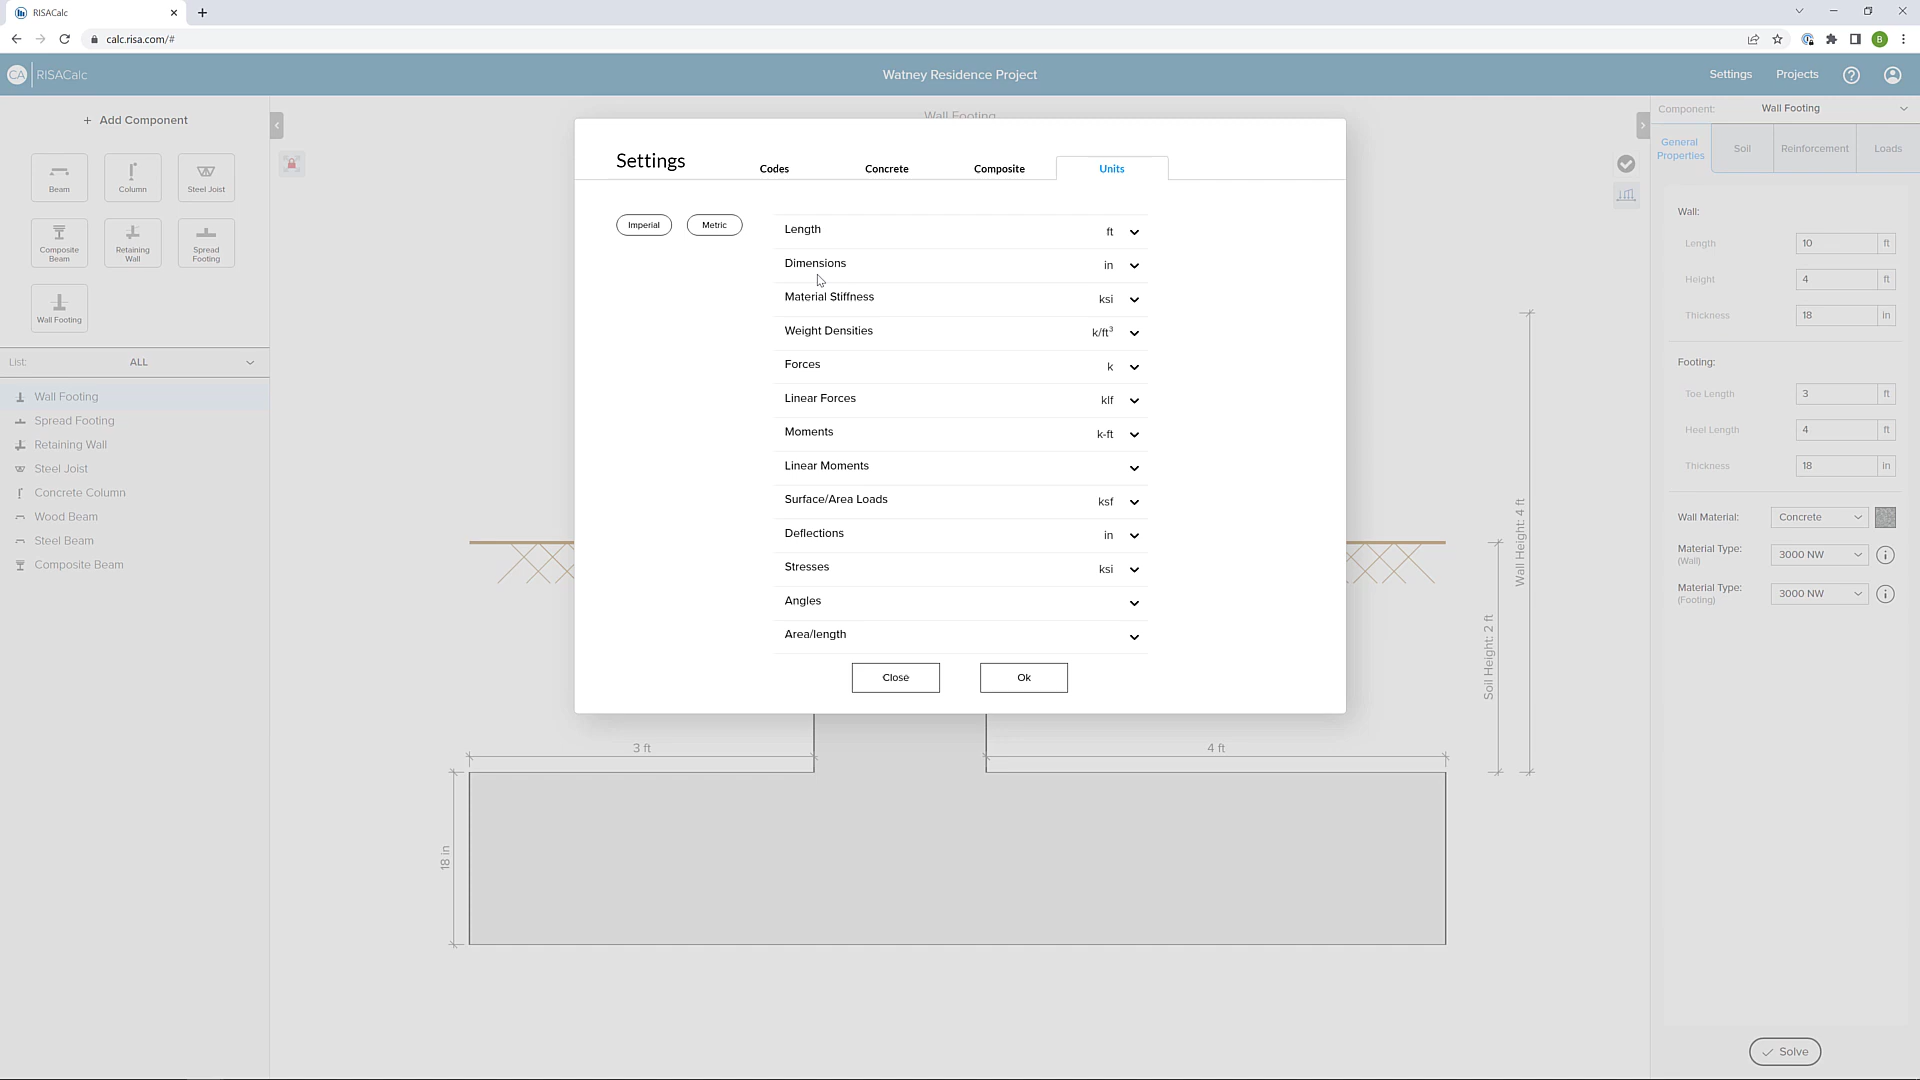 RISACalc
calc.risa.com/#
B
CA RISACalc
Watney Residence Project
Settings
Projects
+ Add Component
Beam
Column
Steel Joist
Composite
Beam
Retaining
Wall
Spread
Footing
Wall Footing
List: ALL
Wall Footing
Spread Footing
Retaining Wall
Steel Joist
Concrete Column
Wood Beam
Steel Beam
Composite Beam
Wall Footing
Settings
Codes
Concrete
Composite
Units
Imperial
Metric
Length ft
Dimensions in
Material Stiffness ksi
Weight Densities k/ft³
Forces k
Linear Forces klf
Moments k-ft
Linear Moments
Surface/Area Loads ksf
Deflections in
Stresses ksi
Angles
Area/length
Close
Ok
3 ft
4 ft
18 in
Soil Height: 2 ft
Wall Height: 4 ft
Component: Wall Footing
General
Properties
Soil
Reinforcement
Loads
Wall:
Length 10 ft
Height 4 ft
Thickness 18 in
Footing:
Toe Length 3 ft
Heel Length 4 ft
Thickness 18 in
Wall Material: Concrete
Material Type: 3000 NW
(Wall)
Material Type: 3000 NW
(Footing)
Solve